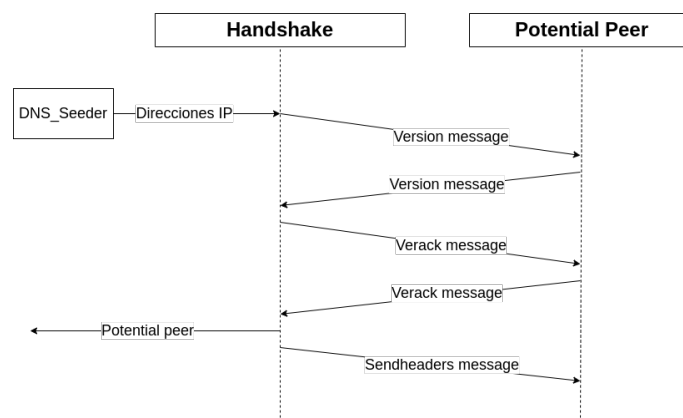 Handshake
Potential Peer
DNS_Seeder
Direcciones IP
Version message
Version message
Verack message
Verack message
Potential peer
Sendheaders message